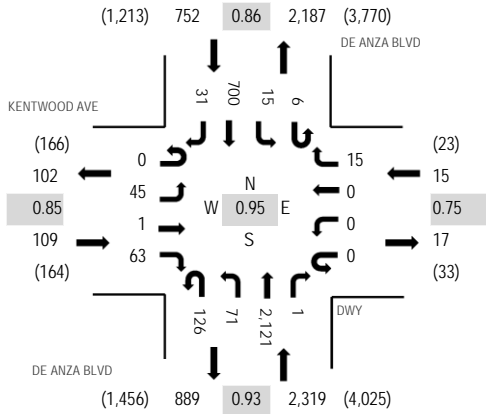 (1,213) 752 0.86 2,187 (3,770)
DE ANZA BLVD
31 700 15 6
KENTWOOD AVE
(166) 0 15 (23)
102 15
45 N 0
0.85 W 0.95 E 0.75
1 S 0
109 17
63 0
(164) (33)
126 71 2,121 1
DWY
DE ANZA BLVD
(1,456) 889 0.93 2,319 (4,025)